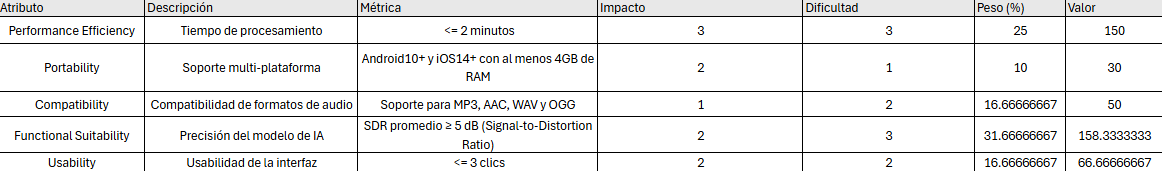 Atributo Descripción Métrica Impacto Dificultad Peso (%) Valor
Performance Efficiency Tiempo de procesamiento <= 2 minutos 3 3 25 150
Portability Soporte multi-plataforma Android10+ y iOS14+ con al menos 4GB de RAM 2 1 10 30
Compatibility Compatibilidad de formatos de audio Soporte para MP3, AAC, WAV y OGG 1 2 16.66666667 50
Functional Suitability Precisión del modelo de IA SDR promedio ≥ 5 dB (Signal-to-Distortion Ratio) 2 3 31.66666667 158.3333333
Usability Usabilidad de la interfaz <= 3 clics 2 2 16.66666667 66.66666667